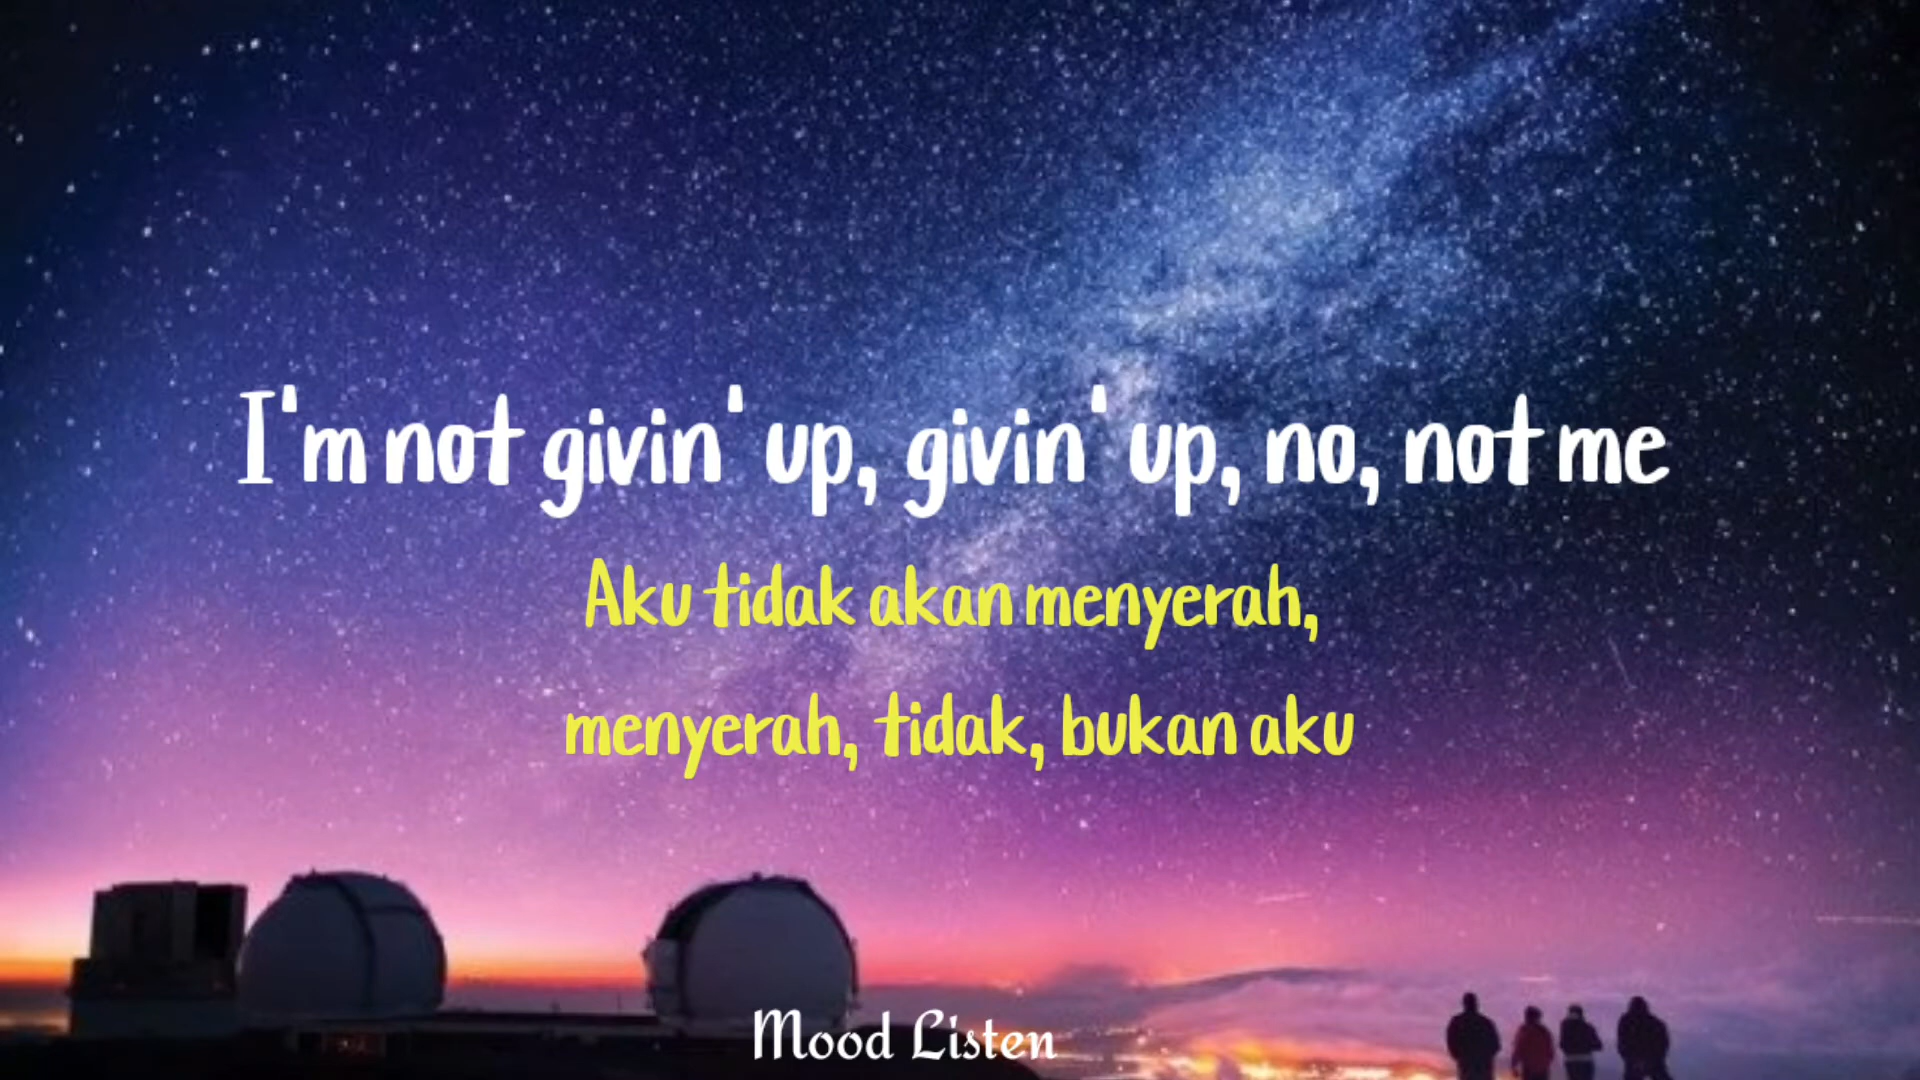 I'm not givin' up, givin' up, no, not me
Aku tidak akan menyerah,
menyerah, tidak, bukan aku
Mood Listen